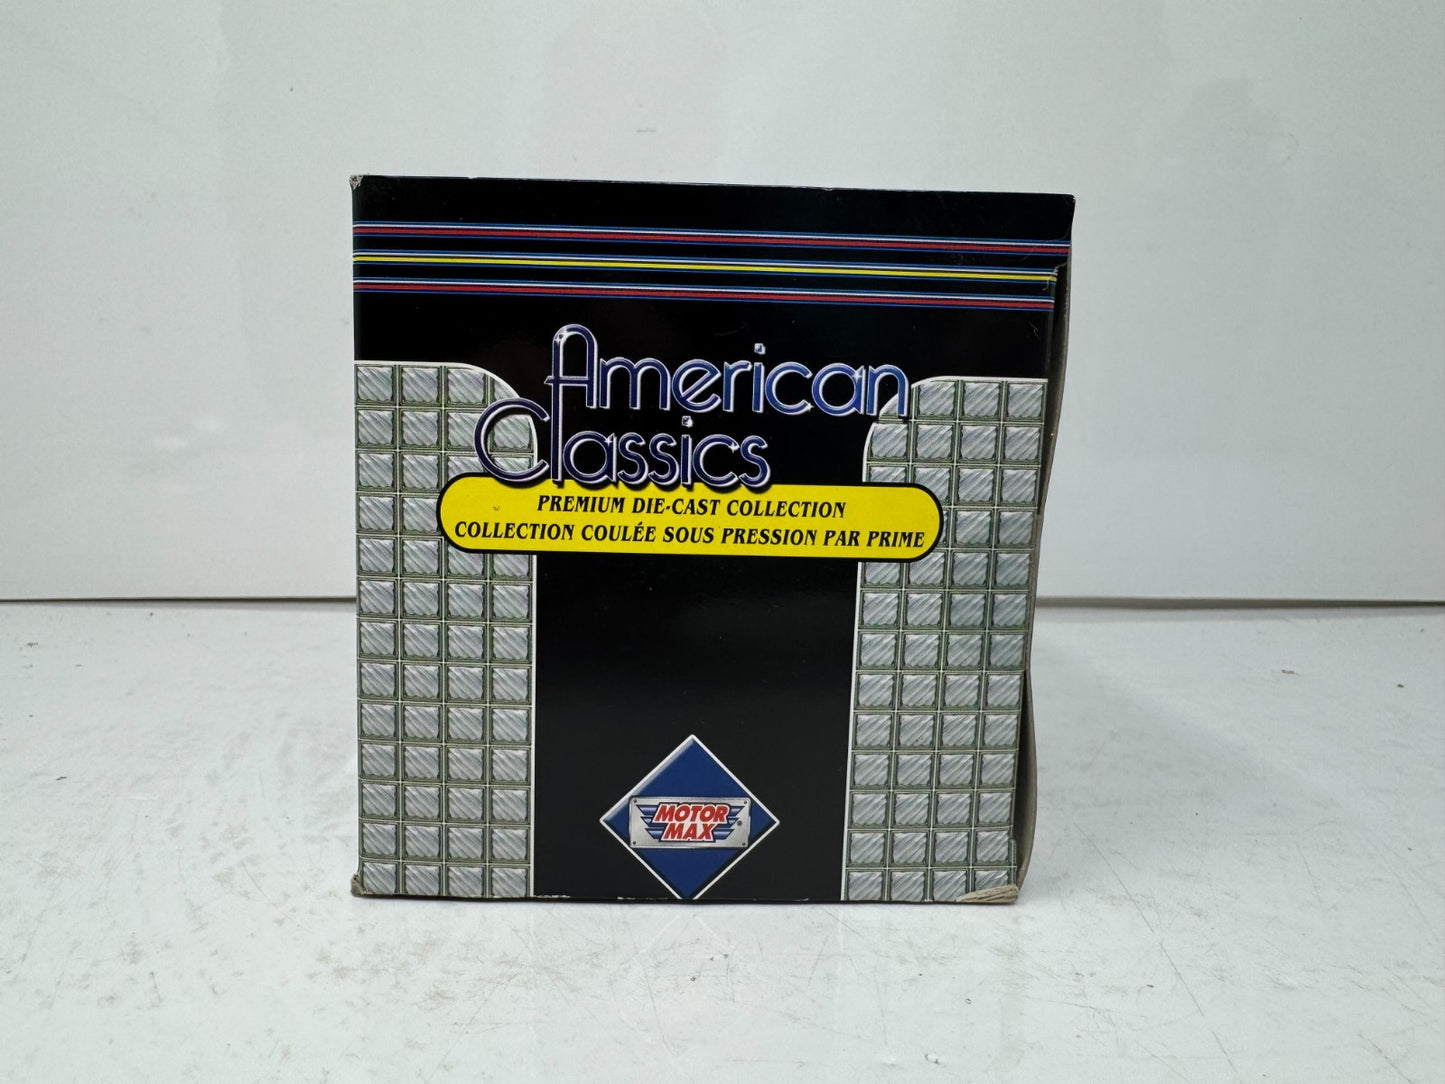 American
Classics
PREMIUM DIE-CAST COLLECTION
COLLECTION COULÉE SOUS PRESSION PAR PRIME
MOTOR
MAX ®